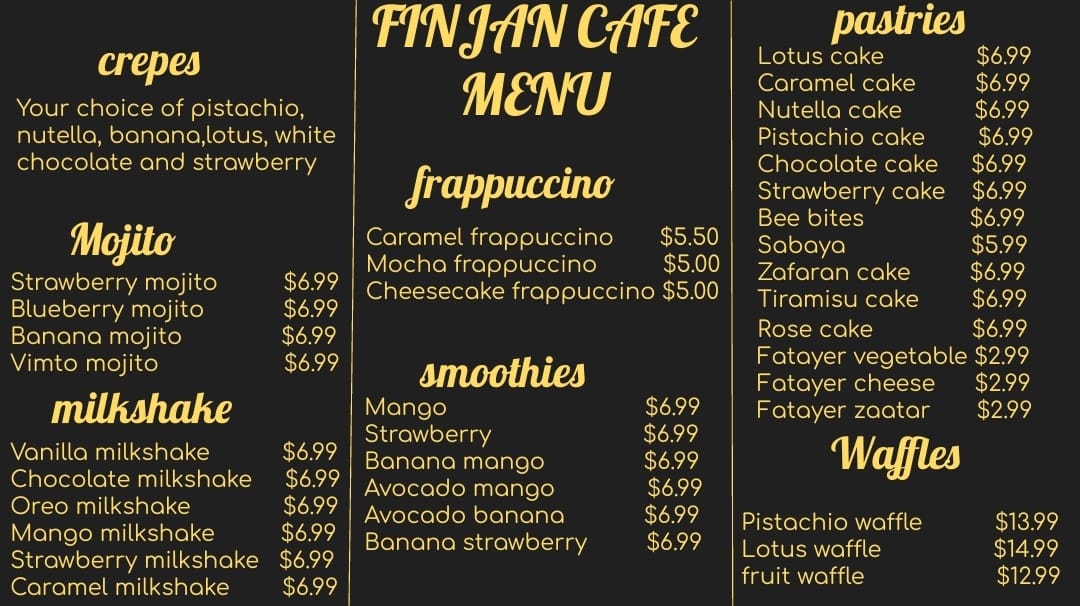 crepes
Your choice of pistachio,
nutella, banana,lotus, white
chocolate and strawberry
Mojito
Strawberry mojito $6.99
Blueberry mojito $6.99
Banana mojito $6.99
Vimto mojito $6.99
milkshake
Vanilla milkshake $6.99
Chocolate milkshake $6.99
Oreo milkshake $6.99
Mango milkshake $6.99
Strawberry milkshake $6.99
Caramel milkshake $6.99
FINJAN CAFE
MENU
frappuccino
Caramel frappuccino $5.50
Mocha frappuccino $5.00
Cheesecake frappuccino $5.00
smoothies
Mango $6.99
Strawberry $6.99
Banana mango $6.99
Avocado mango $6.99
Avocado banana $6.99
Banana strawberry $6.99
pastries
Lotus cake $6.99
Caramel cake $6.99
Nutella cake $6.99
Pistachio cake $6.99
Chocolate cake $6.99
Strawberry cake $6.99
Bee bites $6.99
Sabaya $5.99
Zafaran cake $6.99
Tiramisu cake $6.99
Rose cake $6.99
Fatayer vegetable $2.99
Fatayer cheese $2.99
Fatayer zaatar $2.99
Waffles
Pistachio waffle $13.99
Lotus waffle $14.99
fruit waffle $12.99